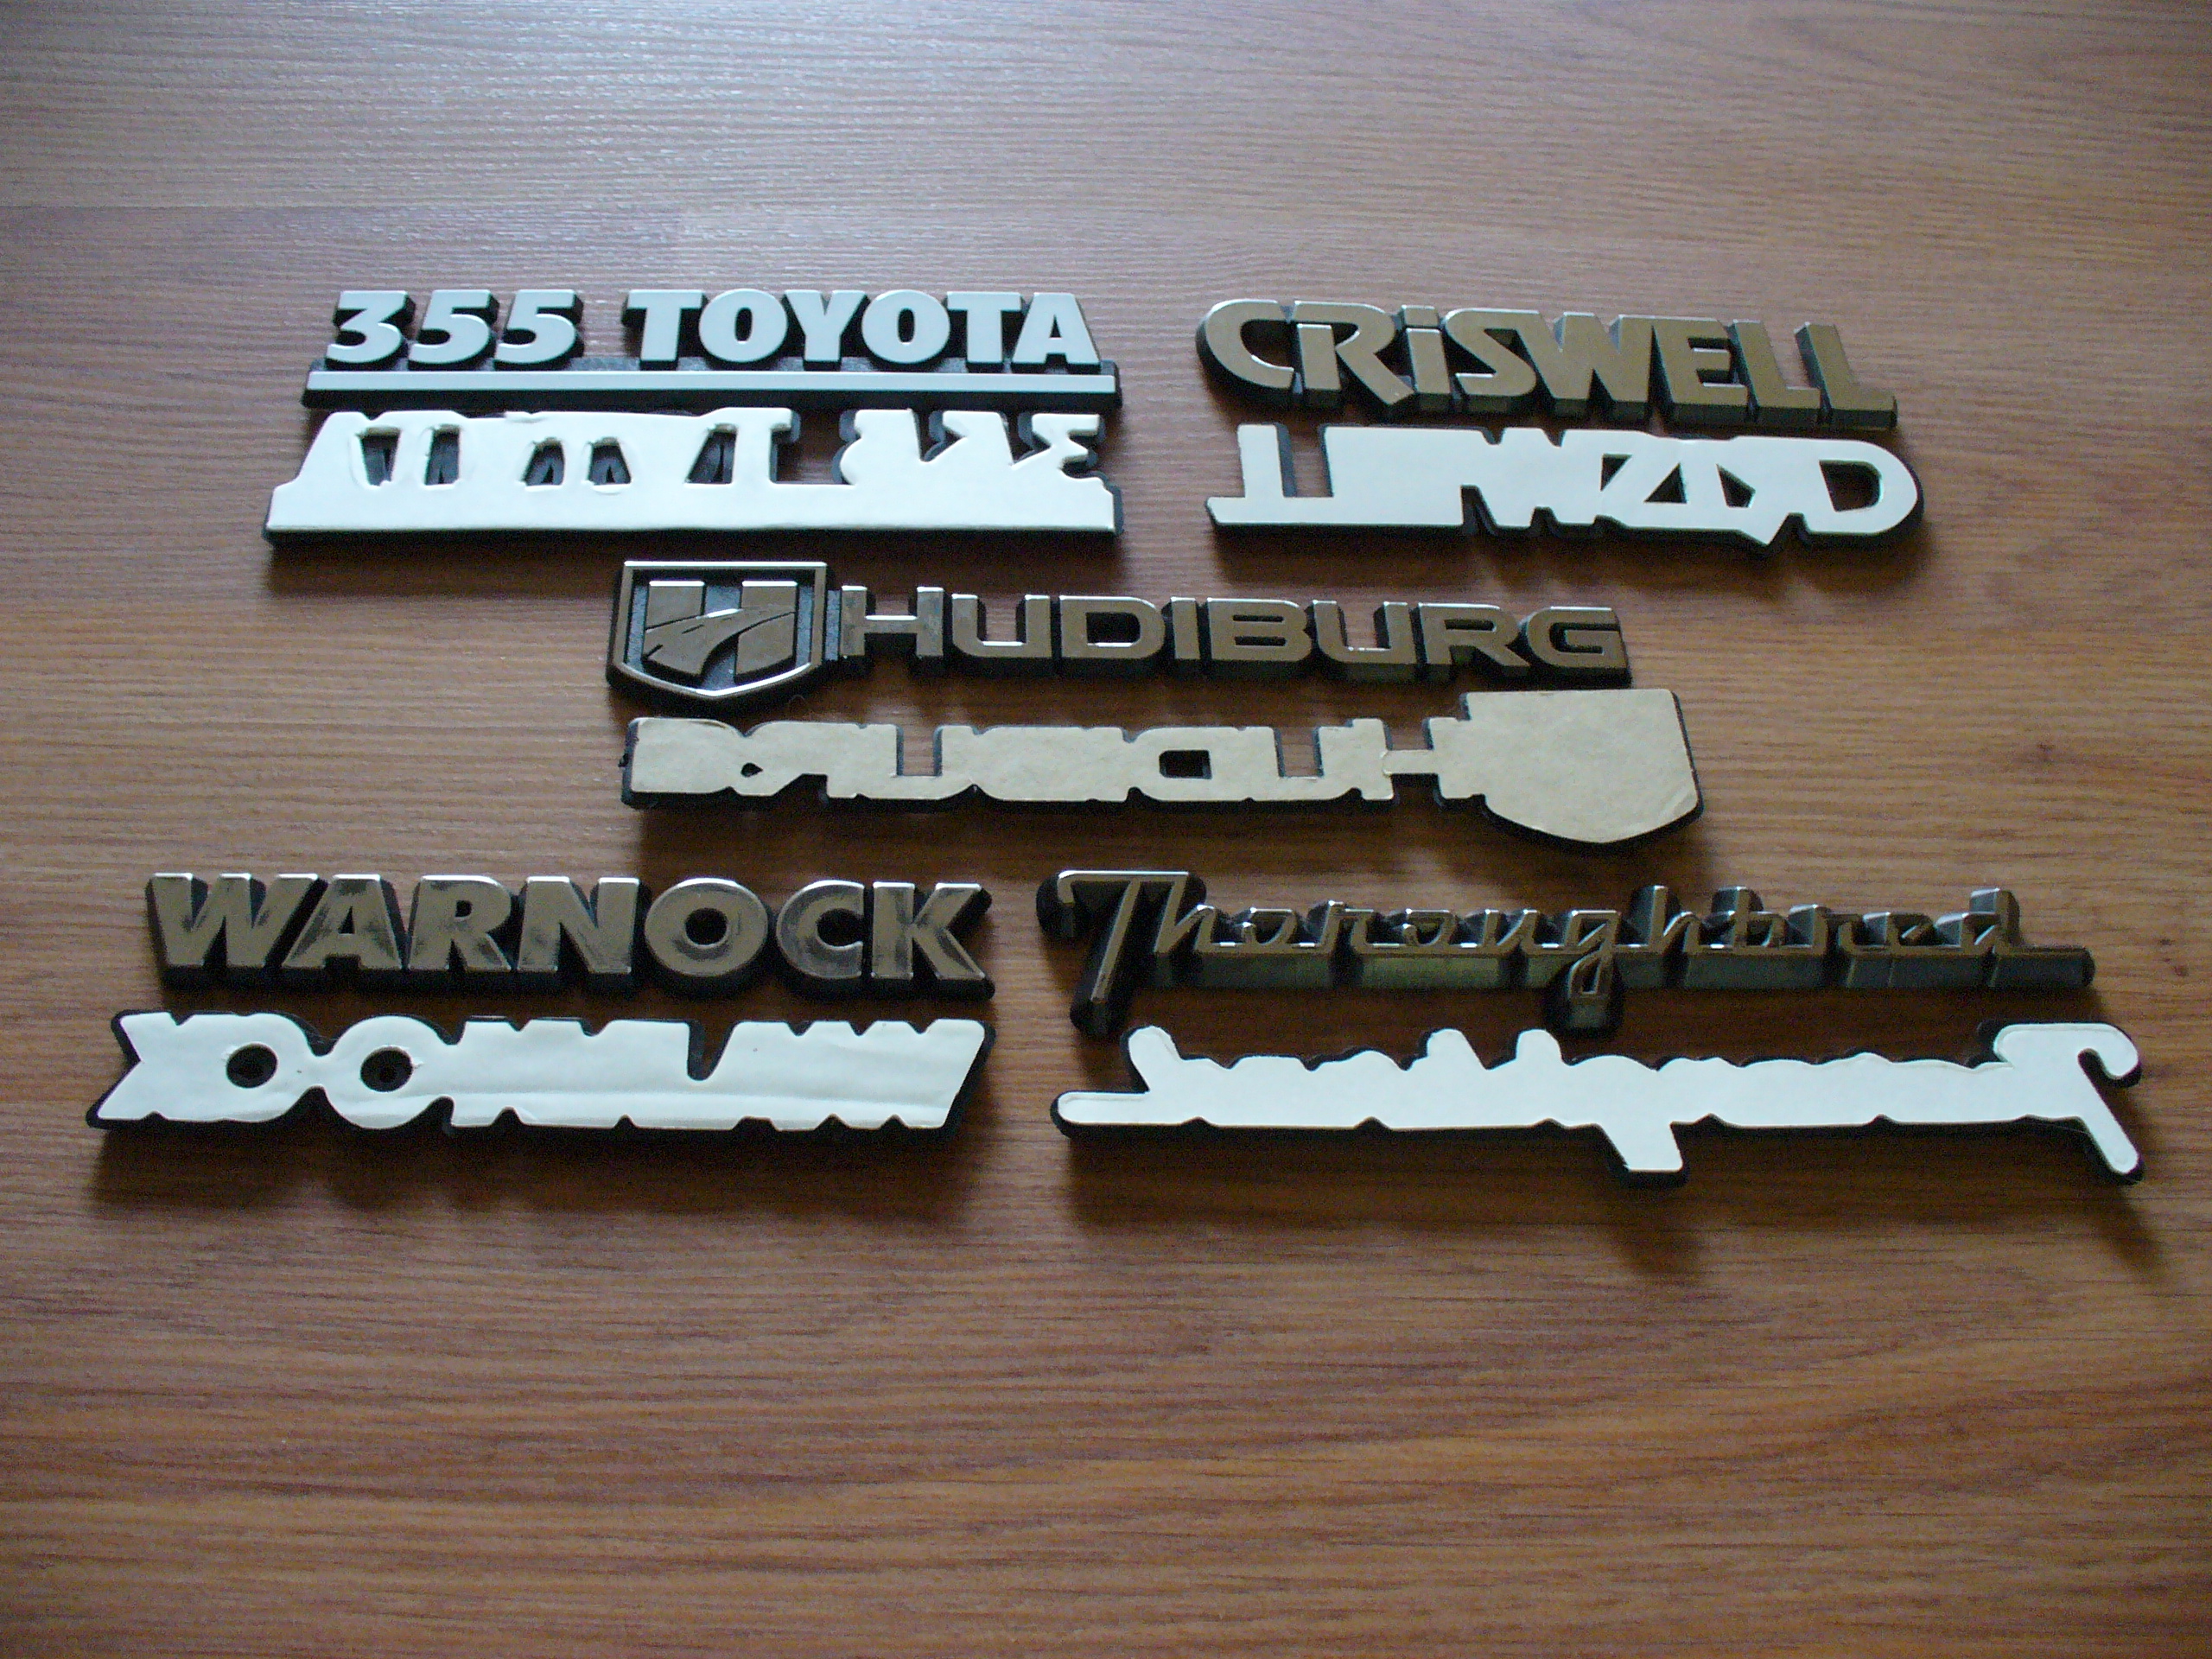 355 TOYOTA
CRiSWELL
H HUDIBURG
WARNOCK
Thoroughbred